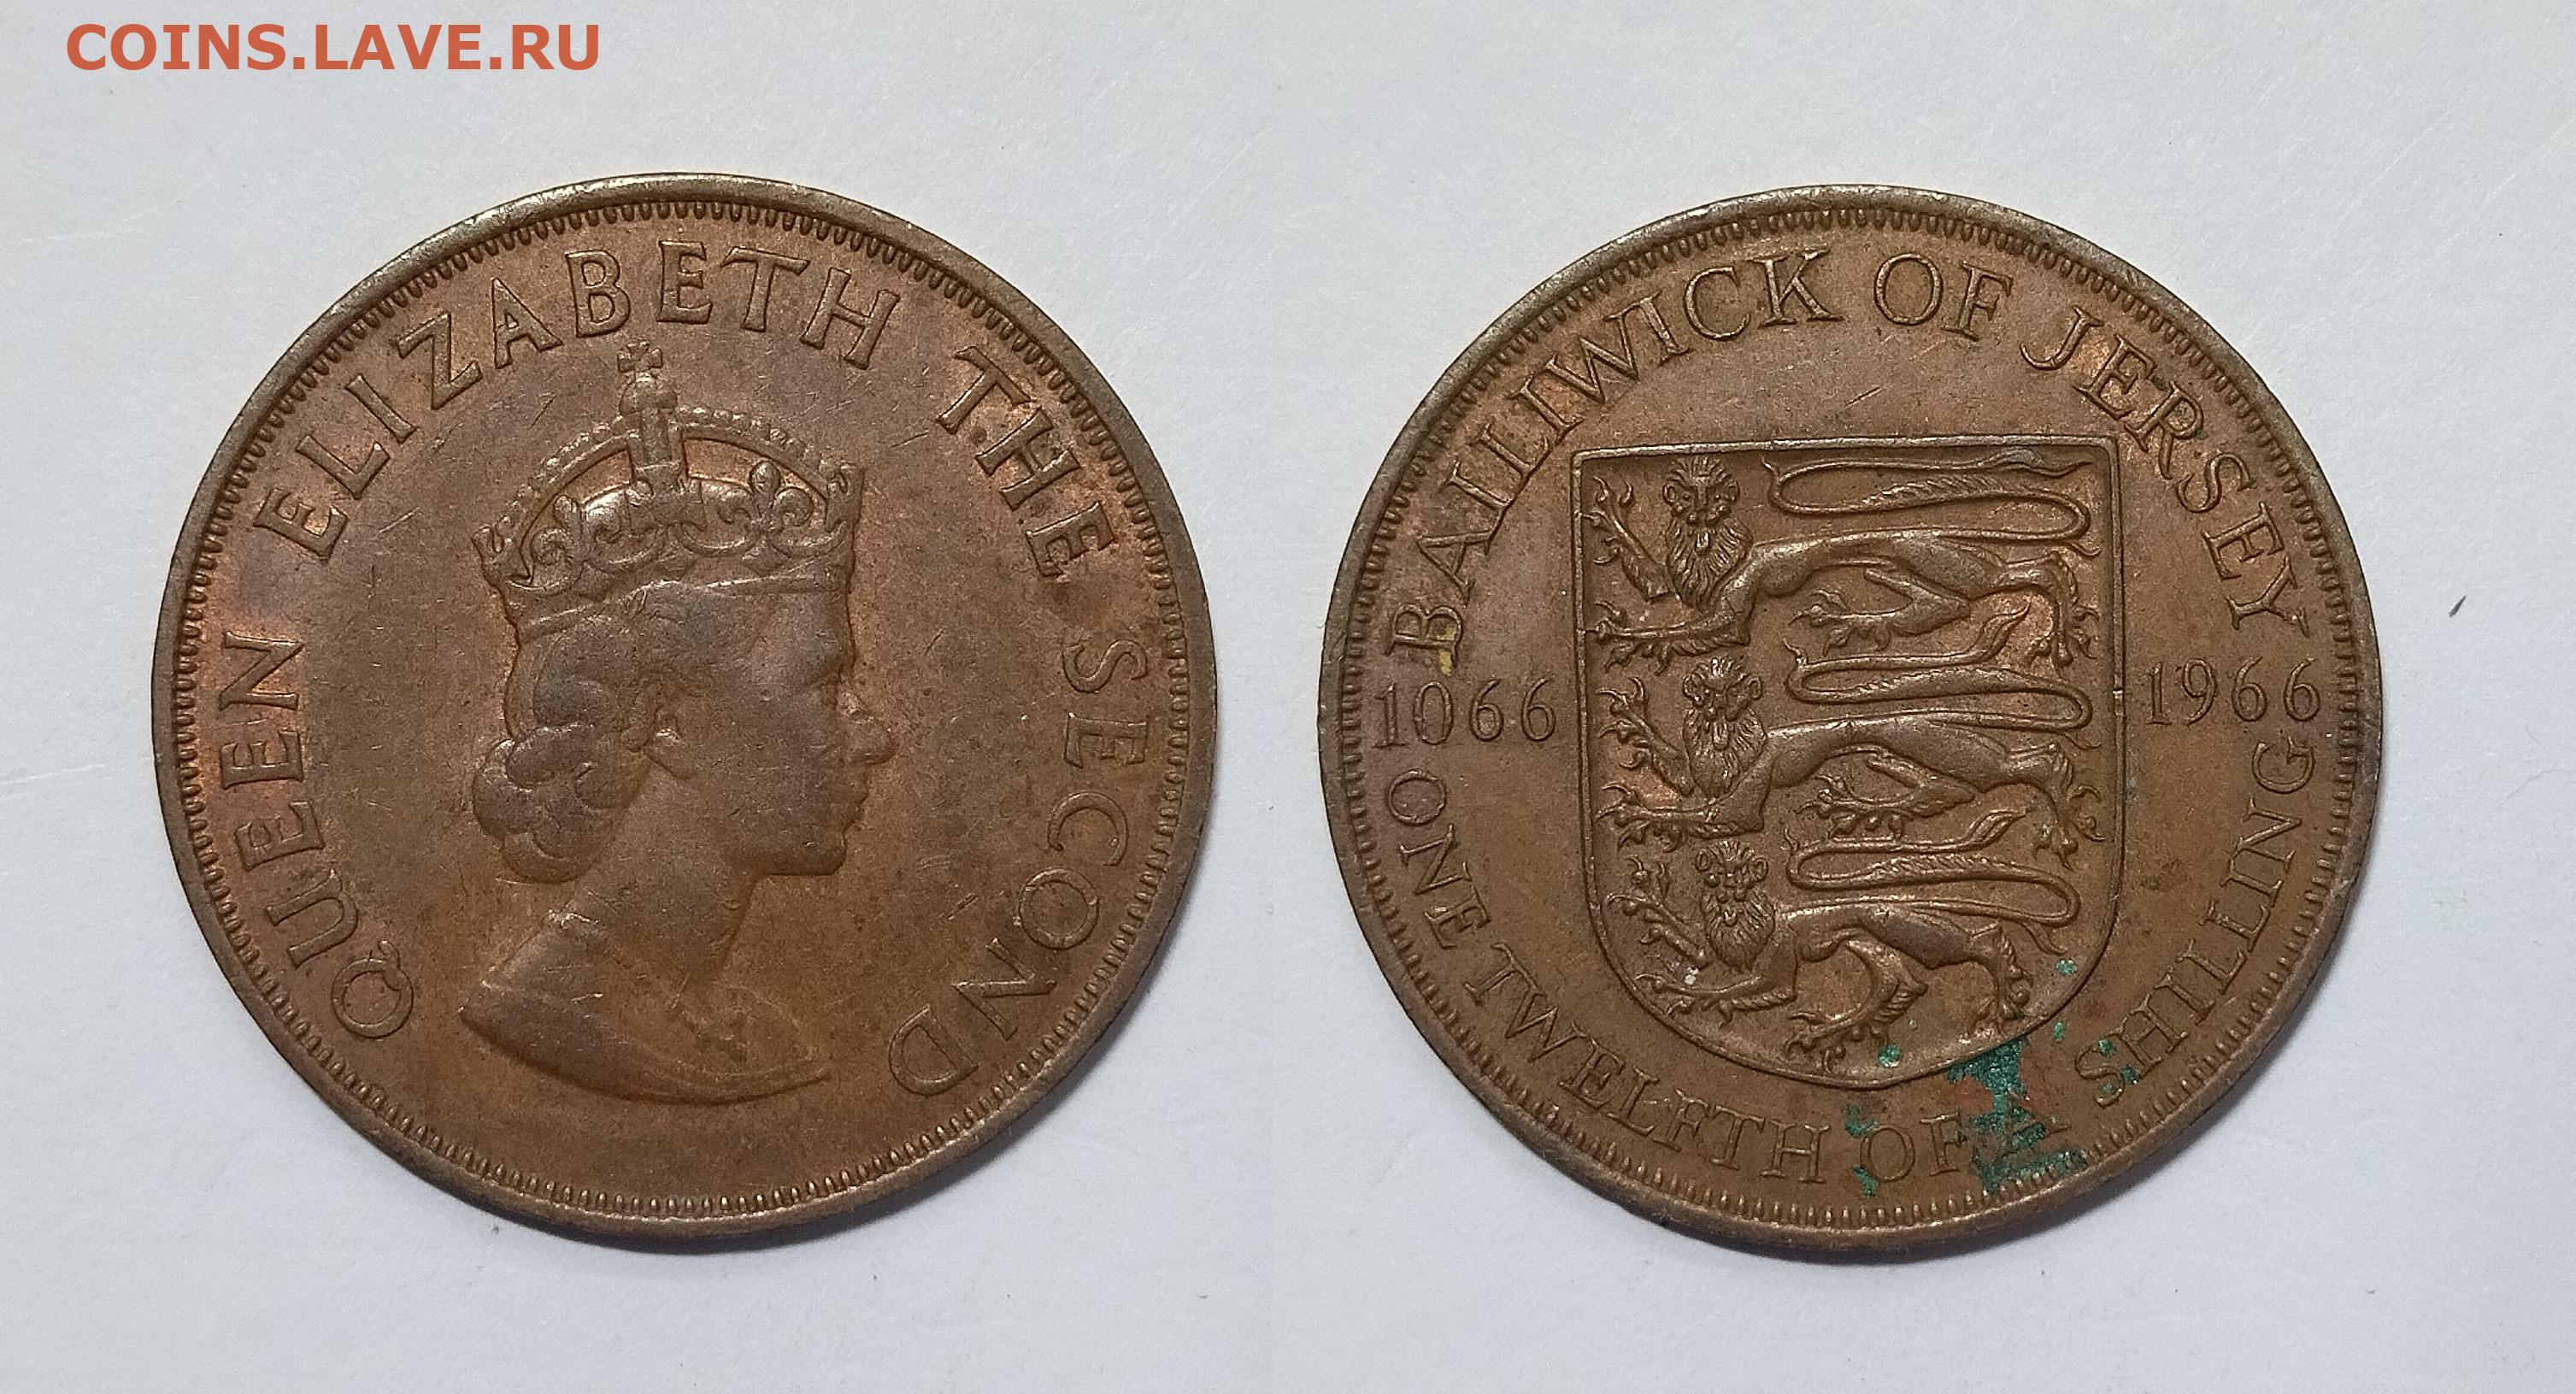 COINS.LAVE.RU
QUEEN ELIZABETH THE SECOND
BAILIWICK OF JERSEY
1066 1966
ONE TWELFTH OF A SHILLING